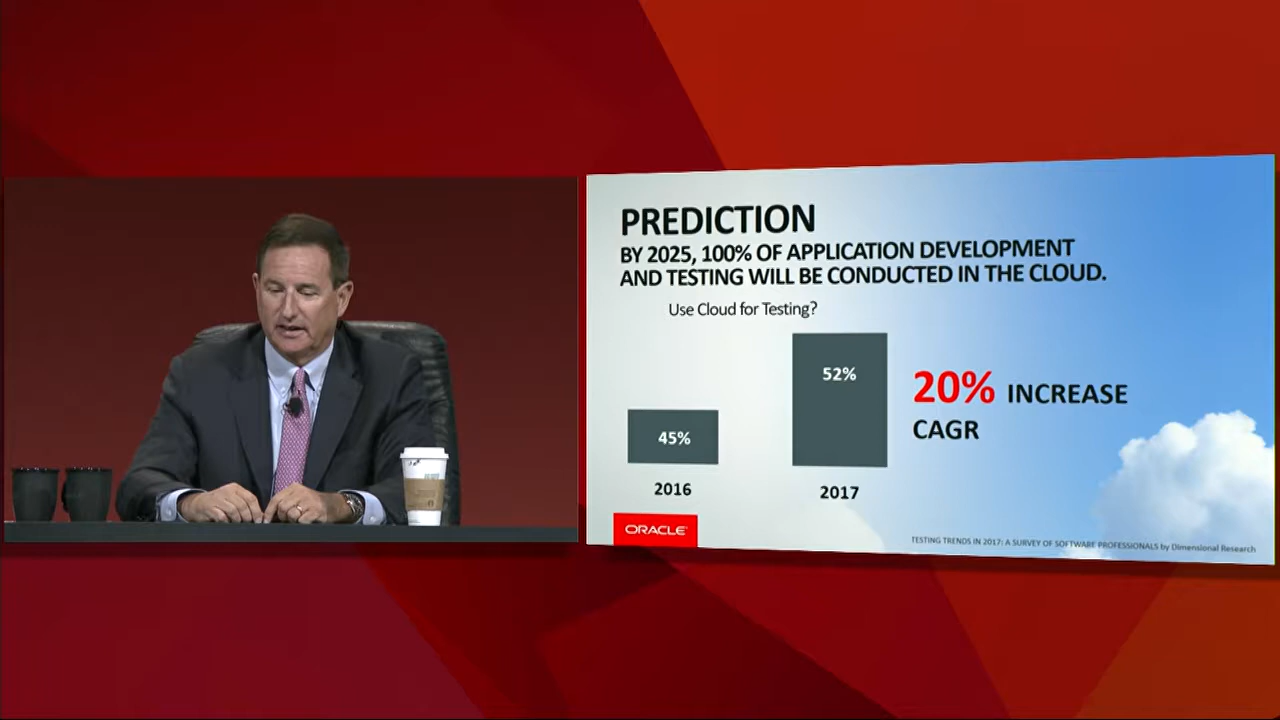 PREDICTION
BY 2025, 100% OF APPLICATION DEVELOPMENT
AND TESTING WILL BE CONDUCTED IN THE CLOUD.
Use Cloud for Testing?
52%
45%
20% INCREASE
CAGR
2016
2017
ORACLE
TESTING TRENDS IN 2017: A SURVEY OF SOFTWARE PROFESSIONALS by Dimensional Research